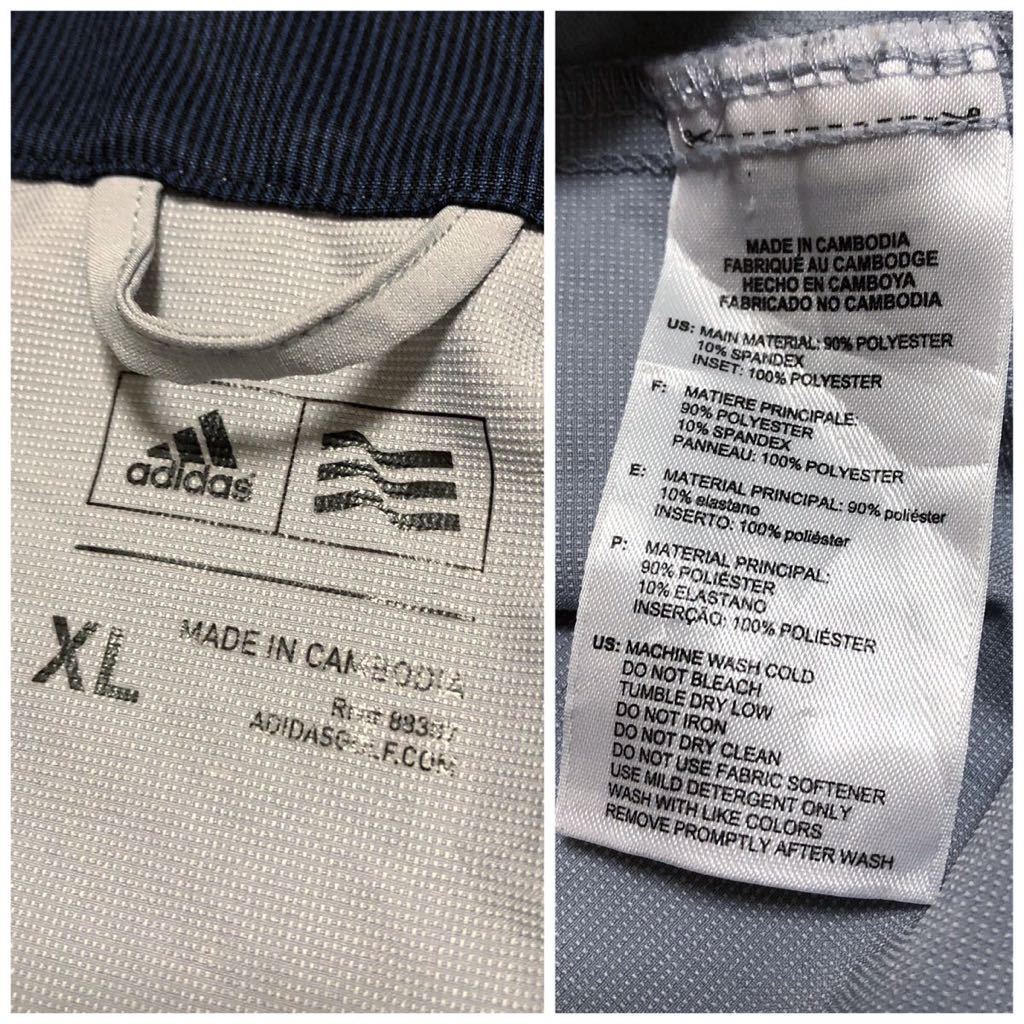 adidas
XL
MADE IN CAMBODIA
ADIDASGOLF.COM
MADE IN CAMBODIA
FABRIQUÉ AU CAMBODGE
HECHO EN CAMBOYA
FABRICADO NO CAMBODIA
US: MAIN MATERIAL: 90% POLYESTER
10% SPANDEX
INSET: 100% POLYESTER
F: MATIERE PRINCIPALE:
90% POLYESTER
10% SPANDEX
PANNEAU: 100% POLYESTER
E: MATERIAL PRINCIPAL: 90% poliéster
10% elastano
INSERTO: 100% poliéster
P: MATERIAL PRINCIPAL:
90% POLIÉSTER
10% ELASTANO
INSERÇÃO: 100% POLIÉSTER
US: MACHINE WASH COLD
DO NOT BLEACH
TUMBLE DRY LOW
DO NOT IRON
DO NOT DRY CLEAN
DO NOT USE FABRIC SOFTENER
USE MILD DETERGENT ONLY
WASH WITH LIKE COLORS
REMOVE PROMPTLY AFTER WASH